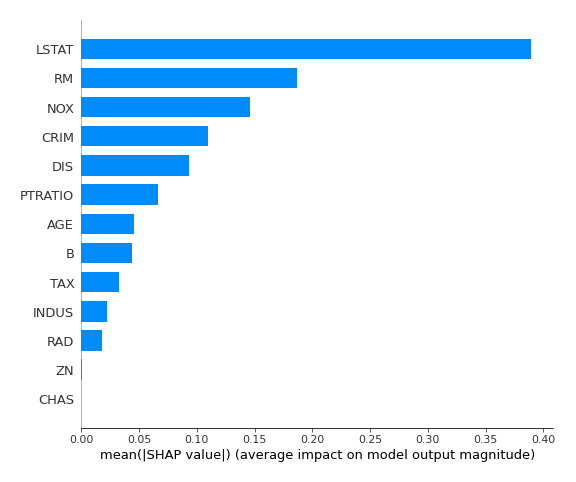 LSTAT
RM
NOX
CRIM
DIS
PTRATIO
AGE
B
TAX
INDUS
RAD
ZN
CHAS
0.00 0.05 0.10 0.15 0.20 0.25 0.30 0.35 0.40
mean(|SHAP value|) (average impact on model output magnitude)